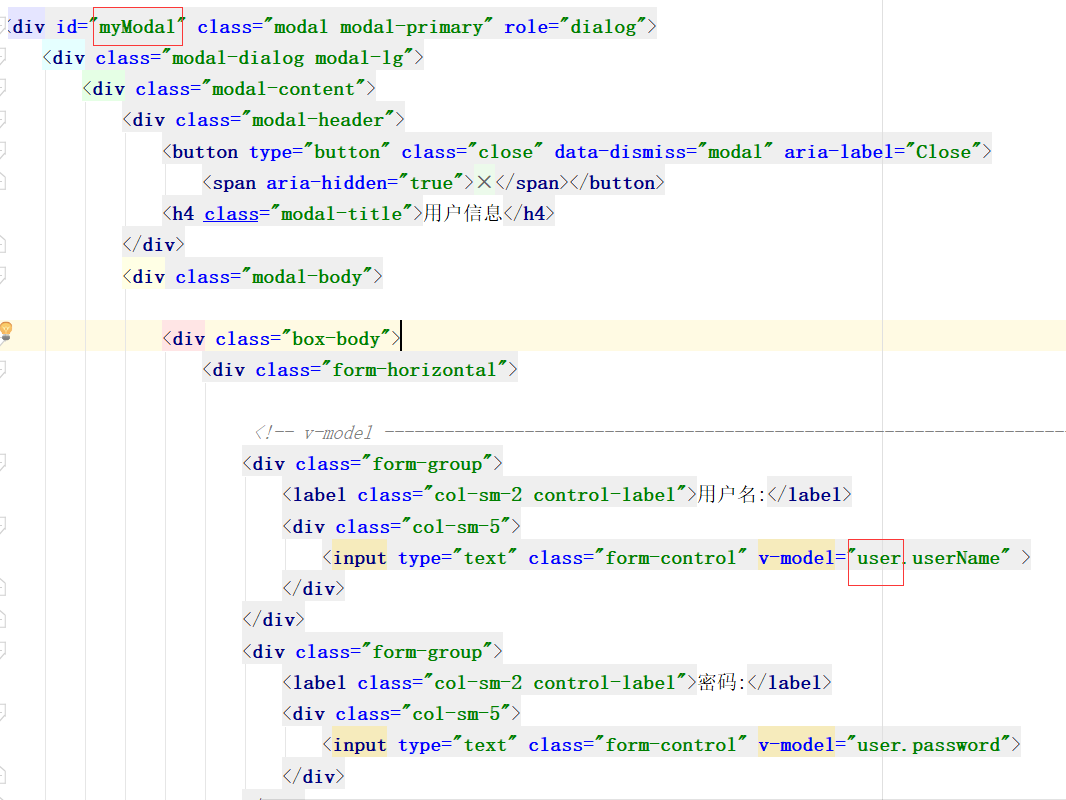 <div id="myModal" class="modal modal-primary" role="dialog">
<div class="modal-dialog modal-lg">
<div class="modal-content">
<div class="modal-header">
<button type="button" class="close" data-dismiss="modal" aria-label="Close">
<span aria-hidden="true">×</span></button>
<h4 class="modal-title">用户信息</h4>
</div>
<div class="modal-body">
<div class="box-body">
<div class="form-horizontal">
<!-- v-model --------------------------------------------------------------------
<div class="form-group">
<label class="col-sm-2 control-label">用户名:</label>
<div class="col-sm-5">
<input type="text" class="form-control" v-model="user.userName" >
</div>
</div>
<div class="form-group">
<label class="col-sm-2 control-label">密码:</label>
<div class="col-sm-5">
<input type="text" class="form-control" v-model="user.password">
</div>